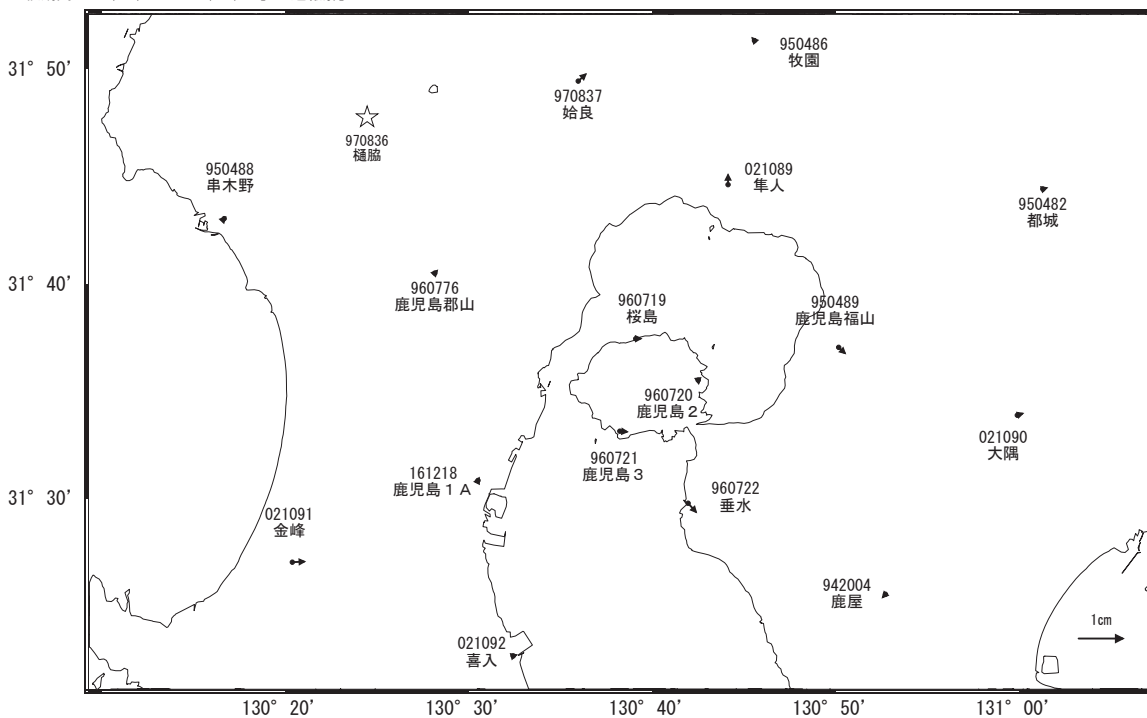 31° 50'
950486
牧園
970837
姶良
970836
樋脇
950488
串木野
021089
隼人
950482
都城
31° 40'
960776
鹿児島郡山
960719
桜島
950489
鹿児島福山
960720
鹿児島2
021090
大隅
960721
鹿児島3
161218
鹿児島1A
31° 30'
960722
垂水
021091
金峰
942004
鹿屋
1cm
021092
喜入
130° 20'
130° 30'
130° 40'
130° 50'
131° 00'